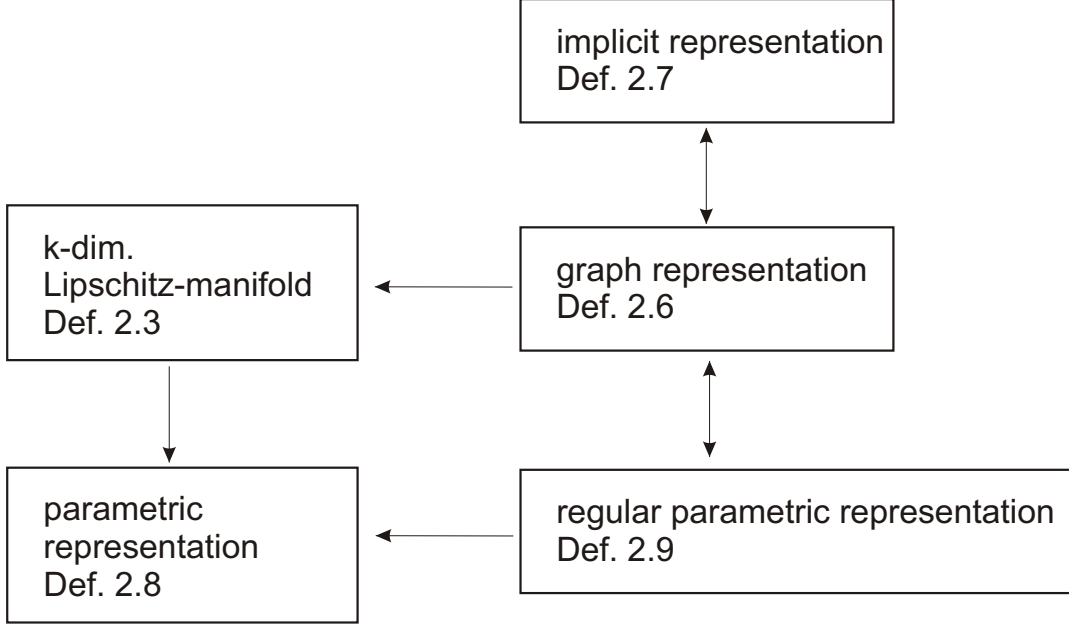 implicit representation
Def. 2.7
k-dim.
Lipschitz-manifold
Def. 2.3
graph representation
Def. 2.6
parametric
representation
Def. 2.8
regular parametric representation
Def. 2.9